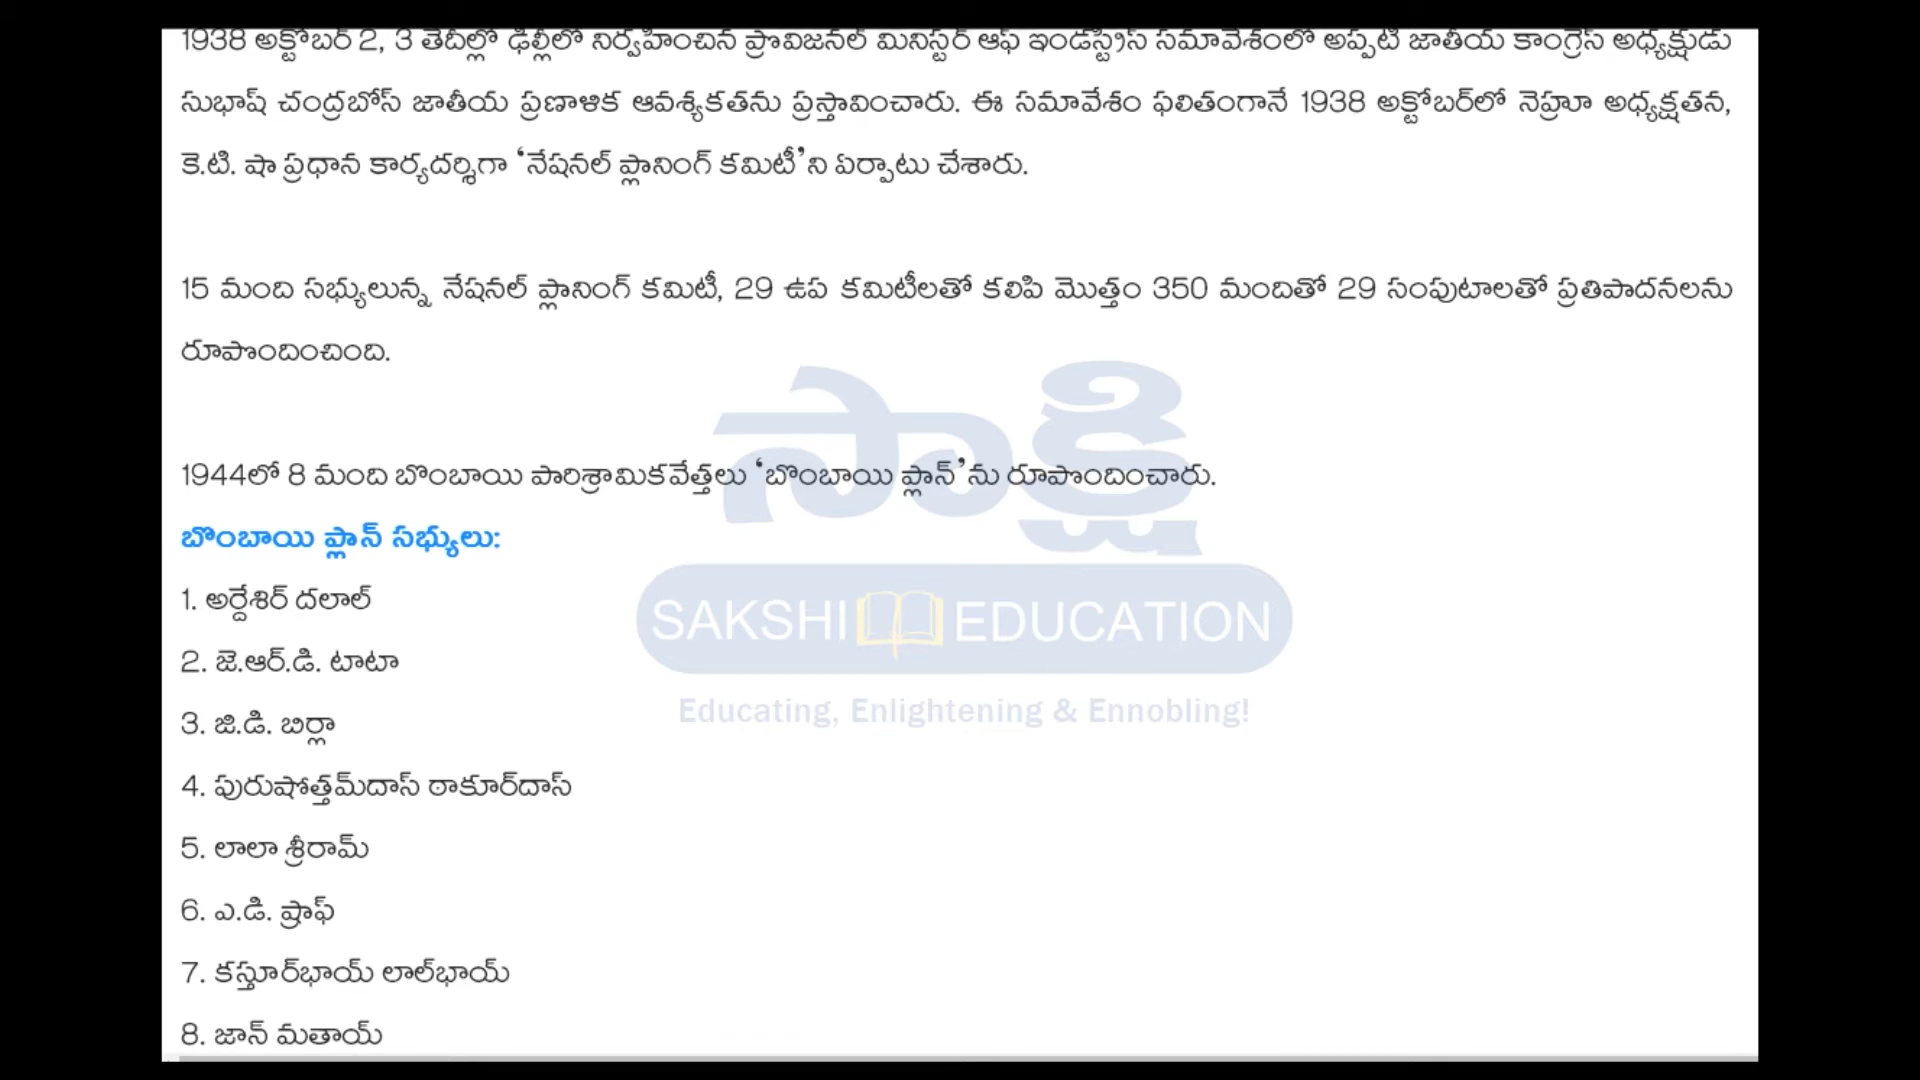 1938 అక్టోబర్ 2, 3 తేదీల్లో ఢిల్లీలో నిర్వహించిన ప్రొవిజనల్ మినిస్టర్ ఆఫ్ ఇండస్ట్రీస్ సమావేశంలో అప్పటి జాతీయ కాంగ్రెస్ అధ్యక్షుడు
సుభాష్ చంద్రబోస్ జాతీయ ప్రణాళిక ఆవశ్యకతను ప్రస్తావించారు. ఈ సమావేశం ఫలితంగానే 1938 అక్టోబర్‌లో నెహ్రూ అధ్యక్షతన,
కె.టి. షా ప్రధాన కార్యదర్శిగా ‘నేషనల్ ప్లానింగ్ కమిటీ’ని ఏర్పాటు చేశారు.
15 మంది సభ్యులున్న నేషనల్ ప్లానింగ్ కమిటీ, 29 ఉప కమిటీలతో కలిపి మొత్తం 350 మందితో 29 సంపుటాలతో ప్రతిపాదనలను
రూపొందించింది.
సాక్షి
1944లో 8 మంది బొంబాయి పారిశ్రామికవేత్తలు ‘బొంబాయి ప్లాన్’ను రూపొందించారు.
బొంబాయి ప్లాన్ సభ్యులు:
1. అర్దేశిర్ దలాల్
SAKSHI EDUCATION
2. జె.ఆర్.డి. టాటా
Educating, Enlightening & Ennobling!
3. జి.డి. బిర్లా
4. పురుషోత్తమ్‌దాస్ ఠాకూర్‌దాస్
5. లాలా శ్రీరామ్
6. ఎ.డి. ష్రాఫ్
7. కస్తూర్‌భాయ్ లాల్‌భాయ్
8. జాన్ మతాయ్